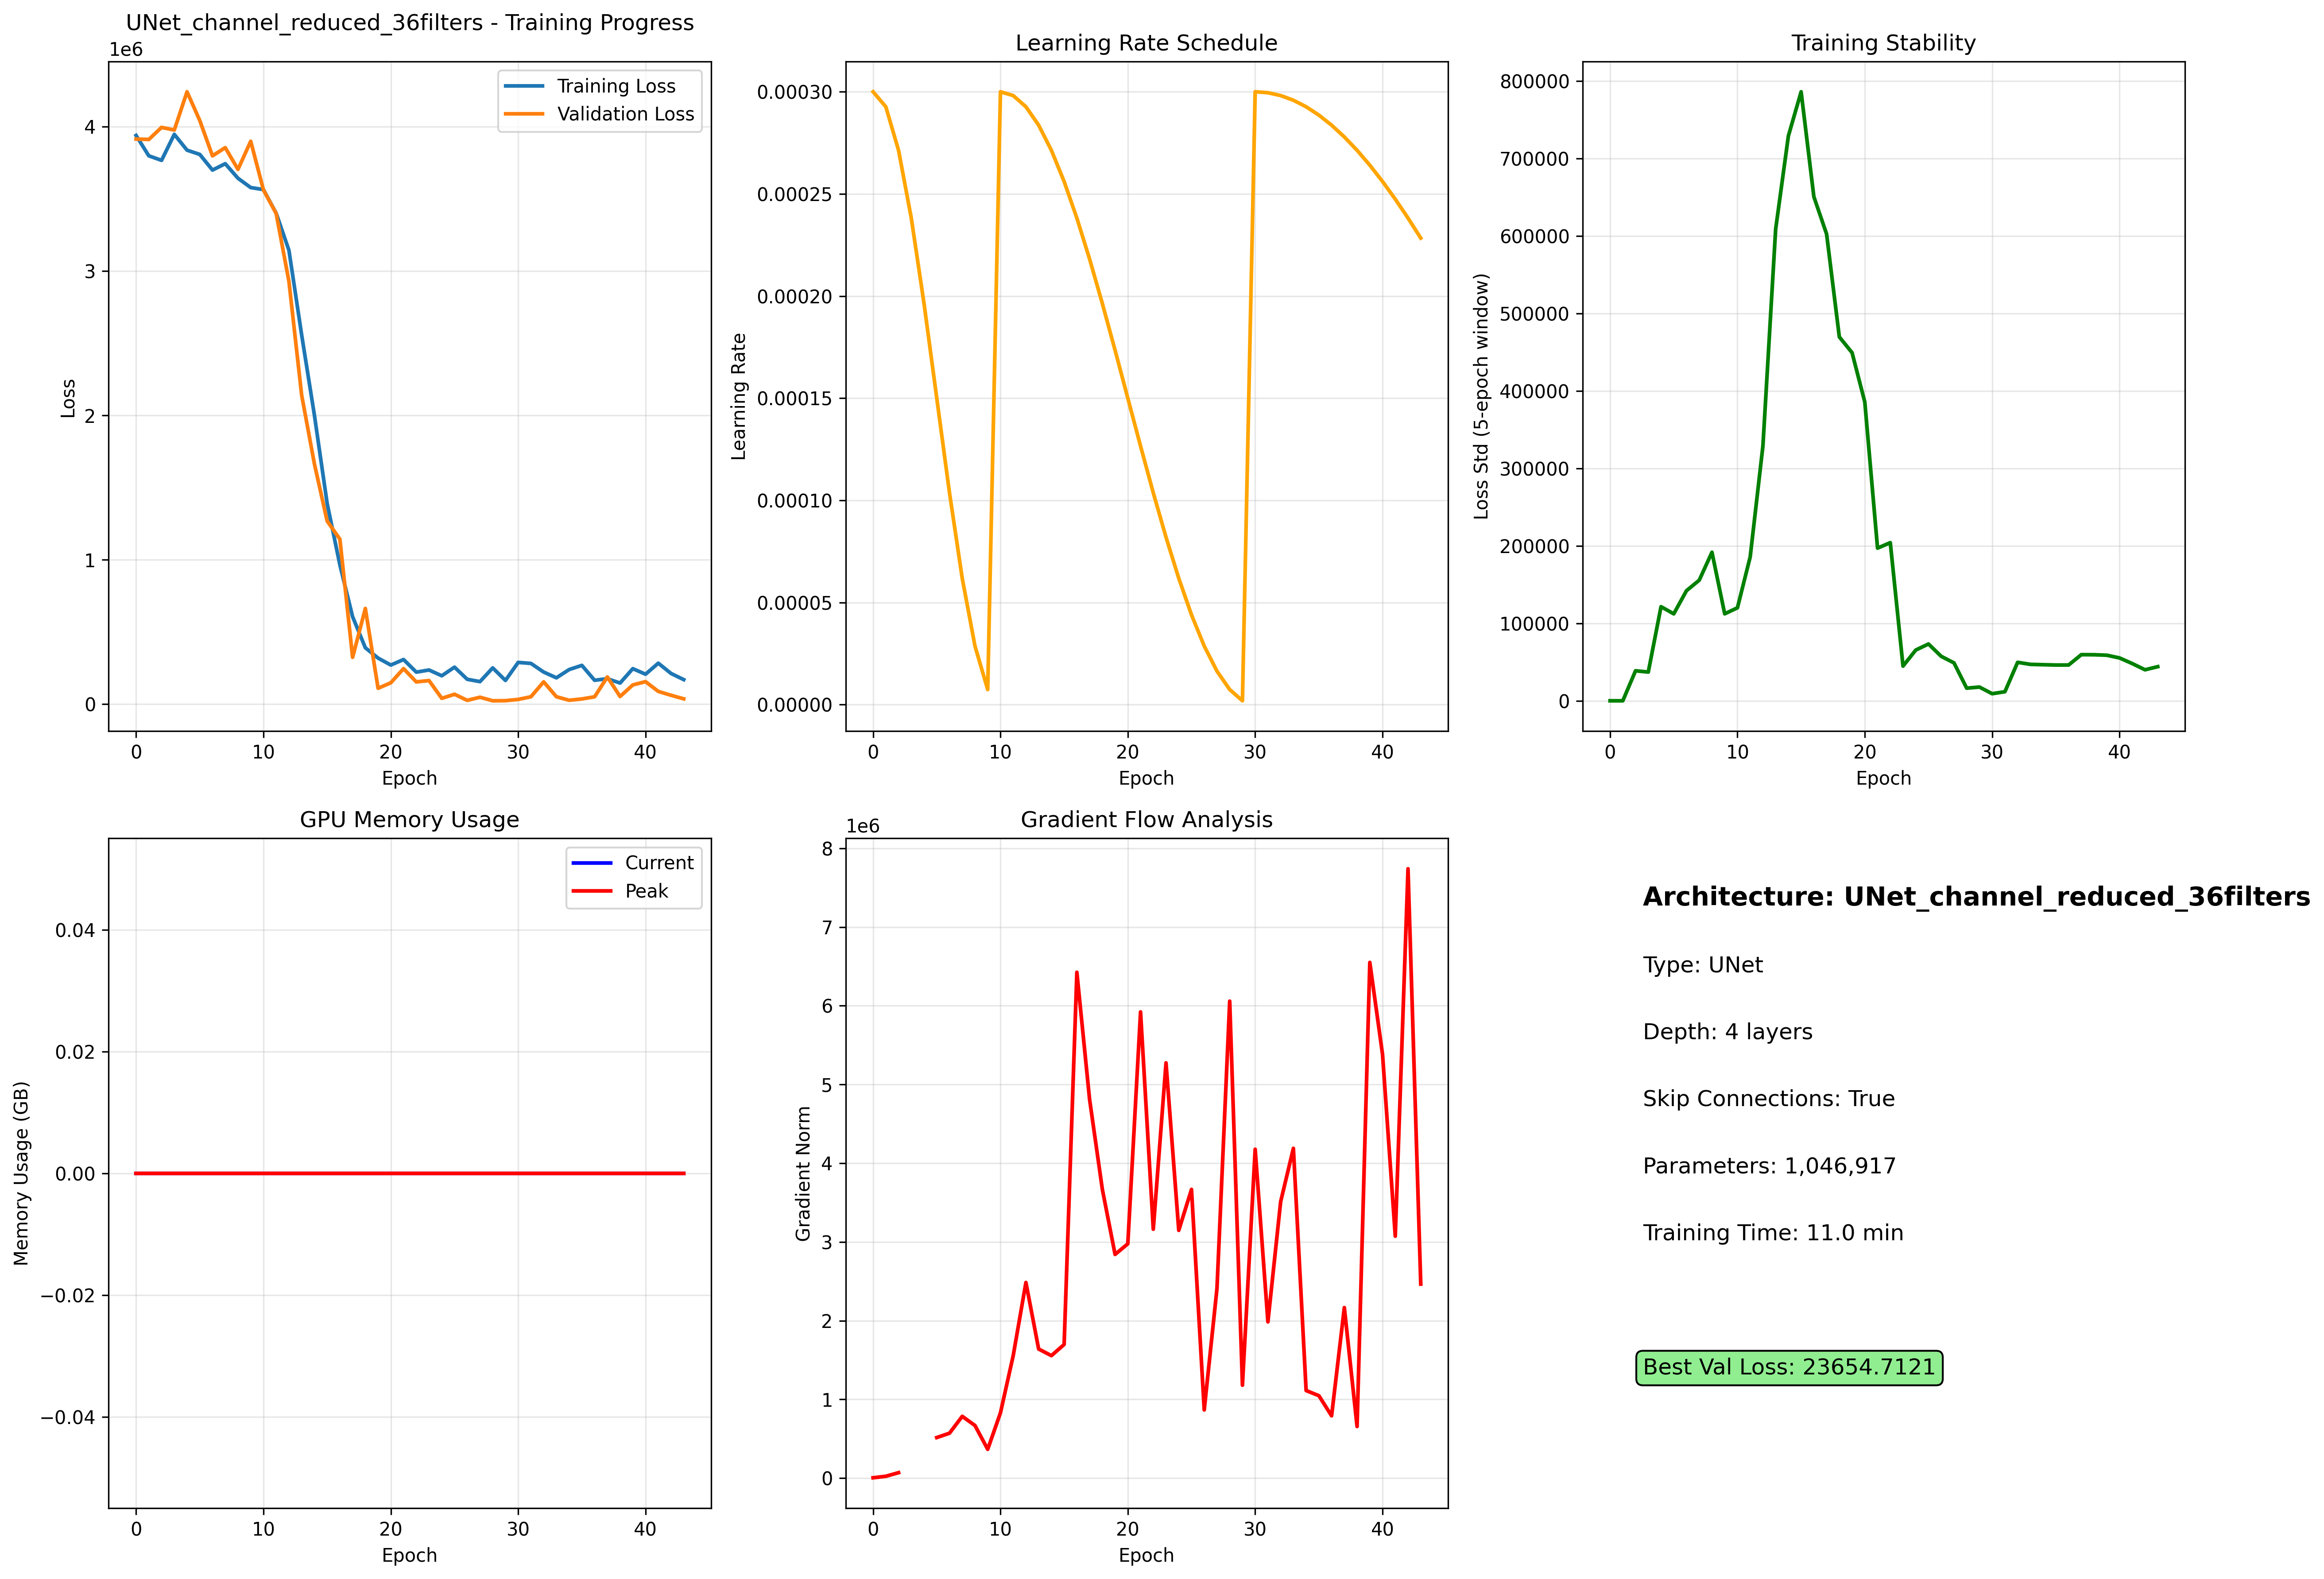 UNet_channel_reduced_36filters - Training Progress
1e6
Training Loss
Validation Loss
4
3
2
1
0
Loss
0 10 20 30 40
Epoch
Learning Rate Schedule
0.00030
0.00025
0.00020
0.00015
0.00010
0.00005
0.00000
Learning Rate
0 10 20 30 40
Epoch
Training Stability
800000
700000
600000
500000
400000
300000
200000
100000
0
Loss Std (5-epoch window)
0 10 20 30 40
Epoch
GPU Memory Usage
Current
Peak
0.04
0.02
0.00
−0.02
−0.04
Memory Usage (GB)
0 10 20 30 40
Epoch
Gradient Flow Analysis
1e6
8
7
6
5
4
3
2
1
0
Gradient Norm
0 10 20 30 40
Epoch
Architecture: UNet_channel_reduced_36filters
Type: UNet
Depth: 4 layers
Skip Connections: True
Parameters: 1,046,917
Training Time: 11.0 min
Best Val Loss: 23654.7121